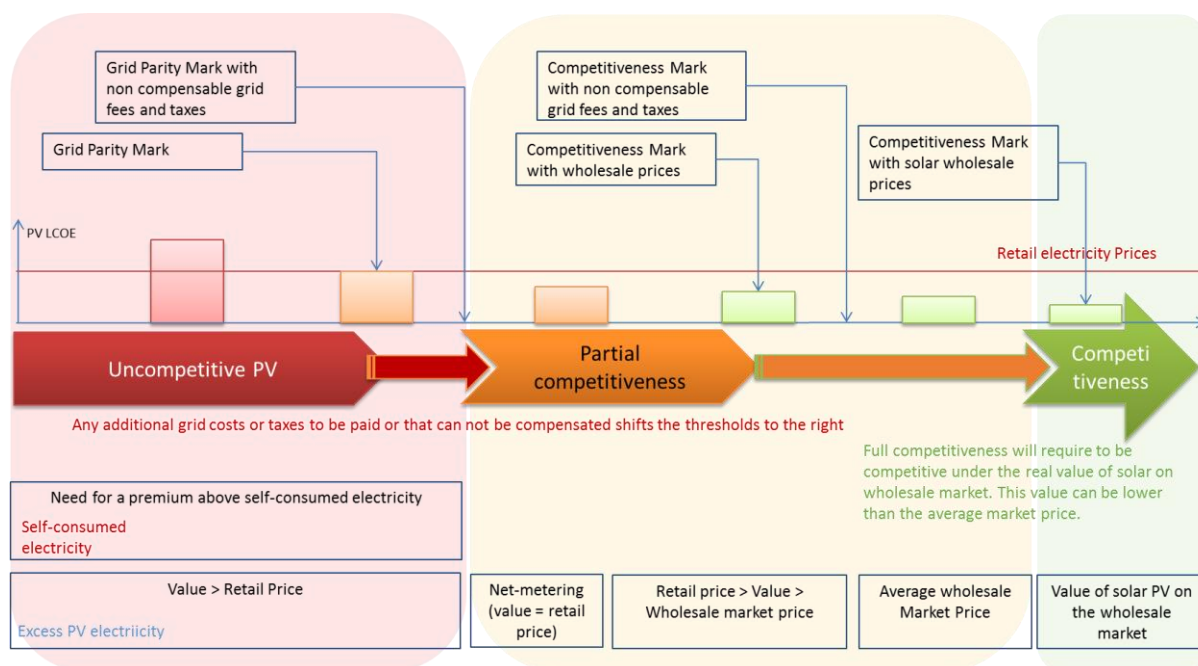 Grid Parity Mark with
non compensable grid
fees and taxes
Competitiveness Mark
with non compensable
grid fees and taxes
Grid Parity Mark
Competitiveness Mark
with wholesale prices
Competitiveness Mark
with solar wholesale
prices
PV LCOE
Retail electricity Prices
Uncompetitive PV
Partial
competitiveness
Competi
tiveness
Any additional grid costs or taxes to be paid or that can not be compensated shifts the thresholds to the right
Full competitiveness will require to be
competitive under the real value of solar on
wholesale market. This value can be lower
than the average market price.
Need for a premium above self-consumed electricity
Self-consumed
electricity
Value > Retail Price
Excess PV electriicity
Net-metering
(value = retail
price)
Retail price > Value >
Wholesale market price
Average wholesale
Market Price
Value of solar PV on
the wholesale
market